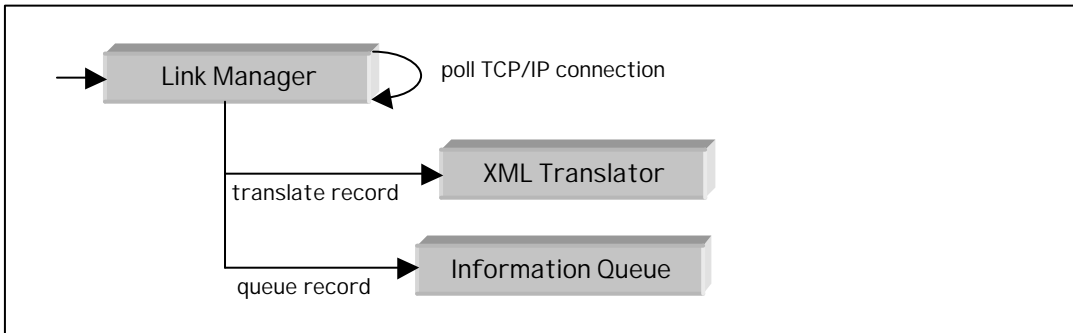 Link Manager
poll TCP/IP connection
XML Translator
translate record
Information Queue
queue record